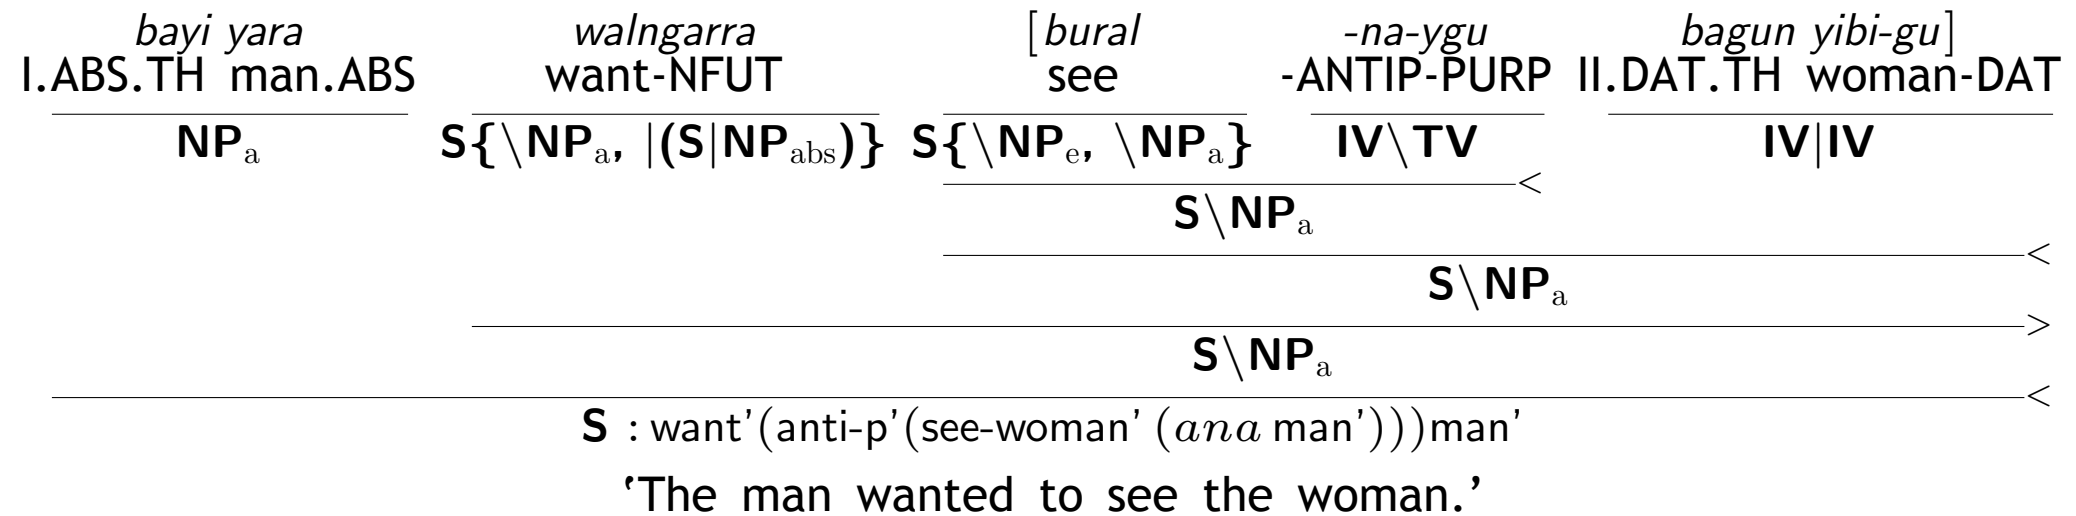 bayi yara walngarra [bural -na-ygu bagun yibi-gu]
I.ABS.TH man.ABS want-NFUT see -ANTIP-PURP II.DAT.TH woman-DAT
NPa S{\NPa, |(S|NPabs)} S{\NPe, \NPa} IV\TV IV|IV
<
S\NPa
<
S\NPa
>
S\NPa
<
S : want’(anti-p’(see-woman’ (ana man’)))man’
‘The man wanted to see the woman.’